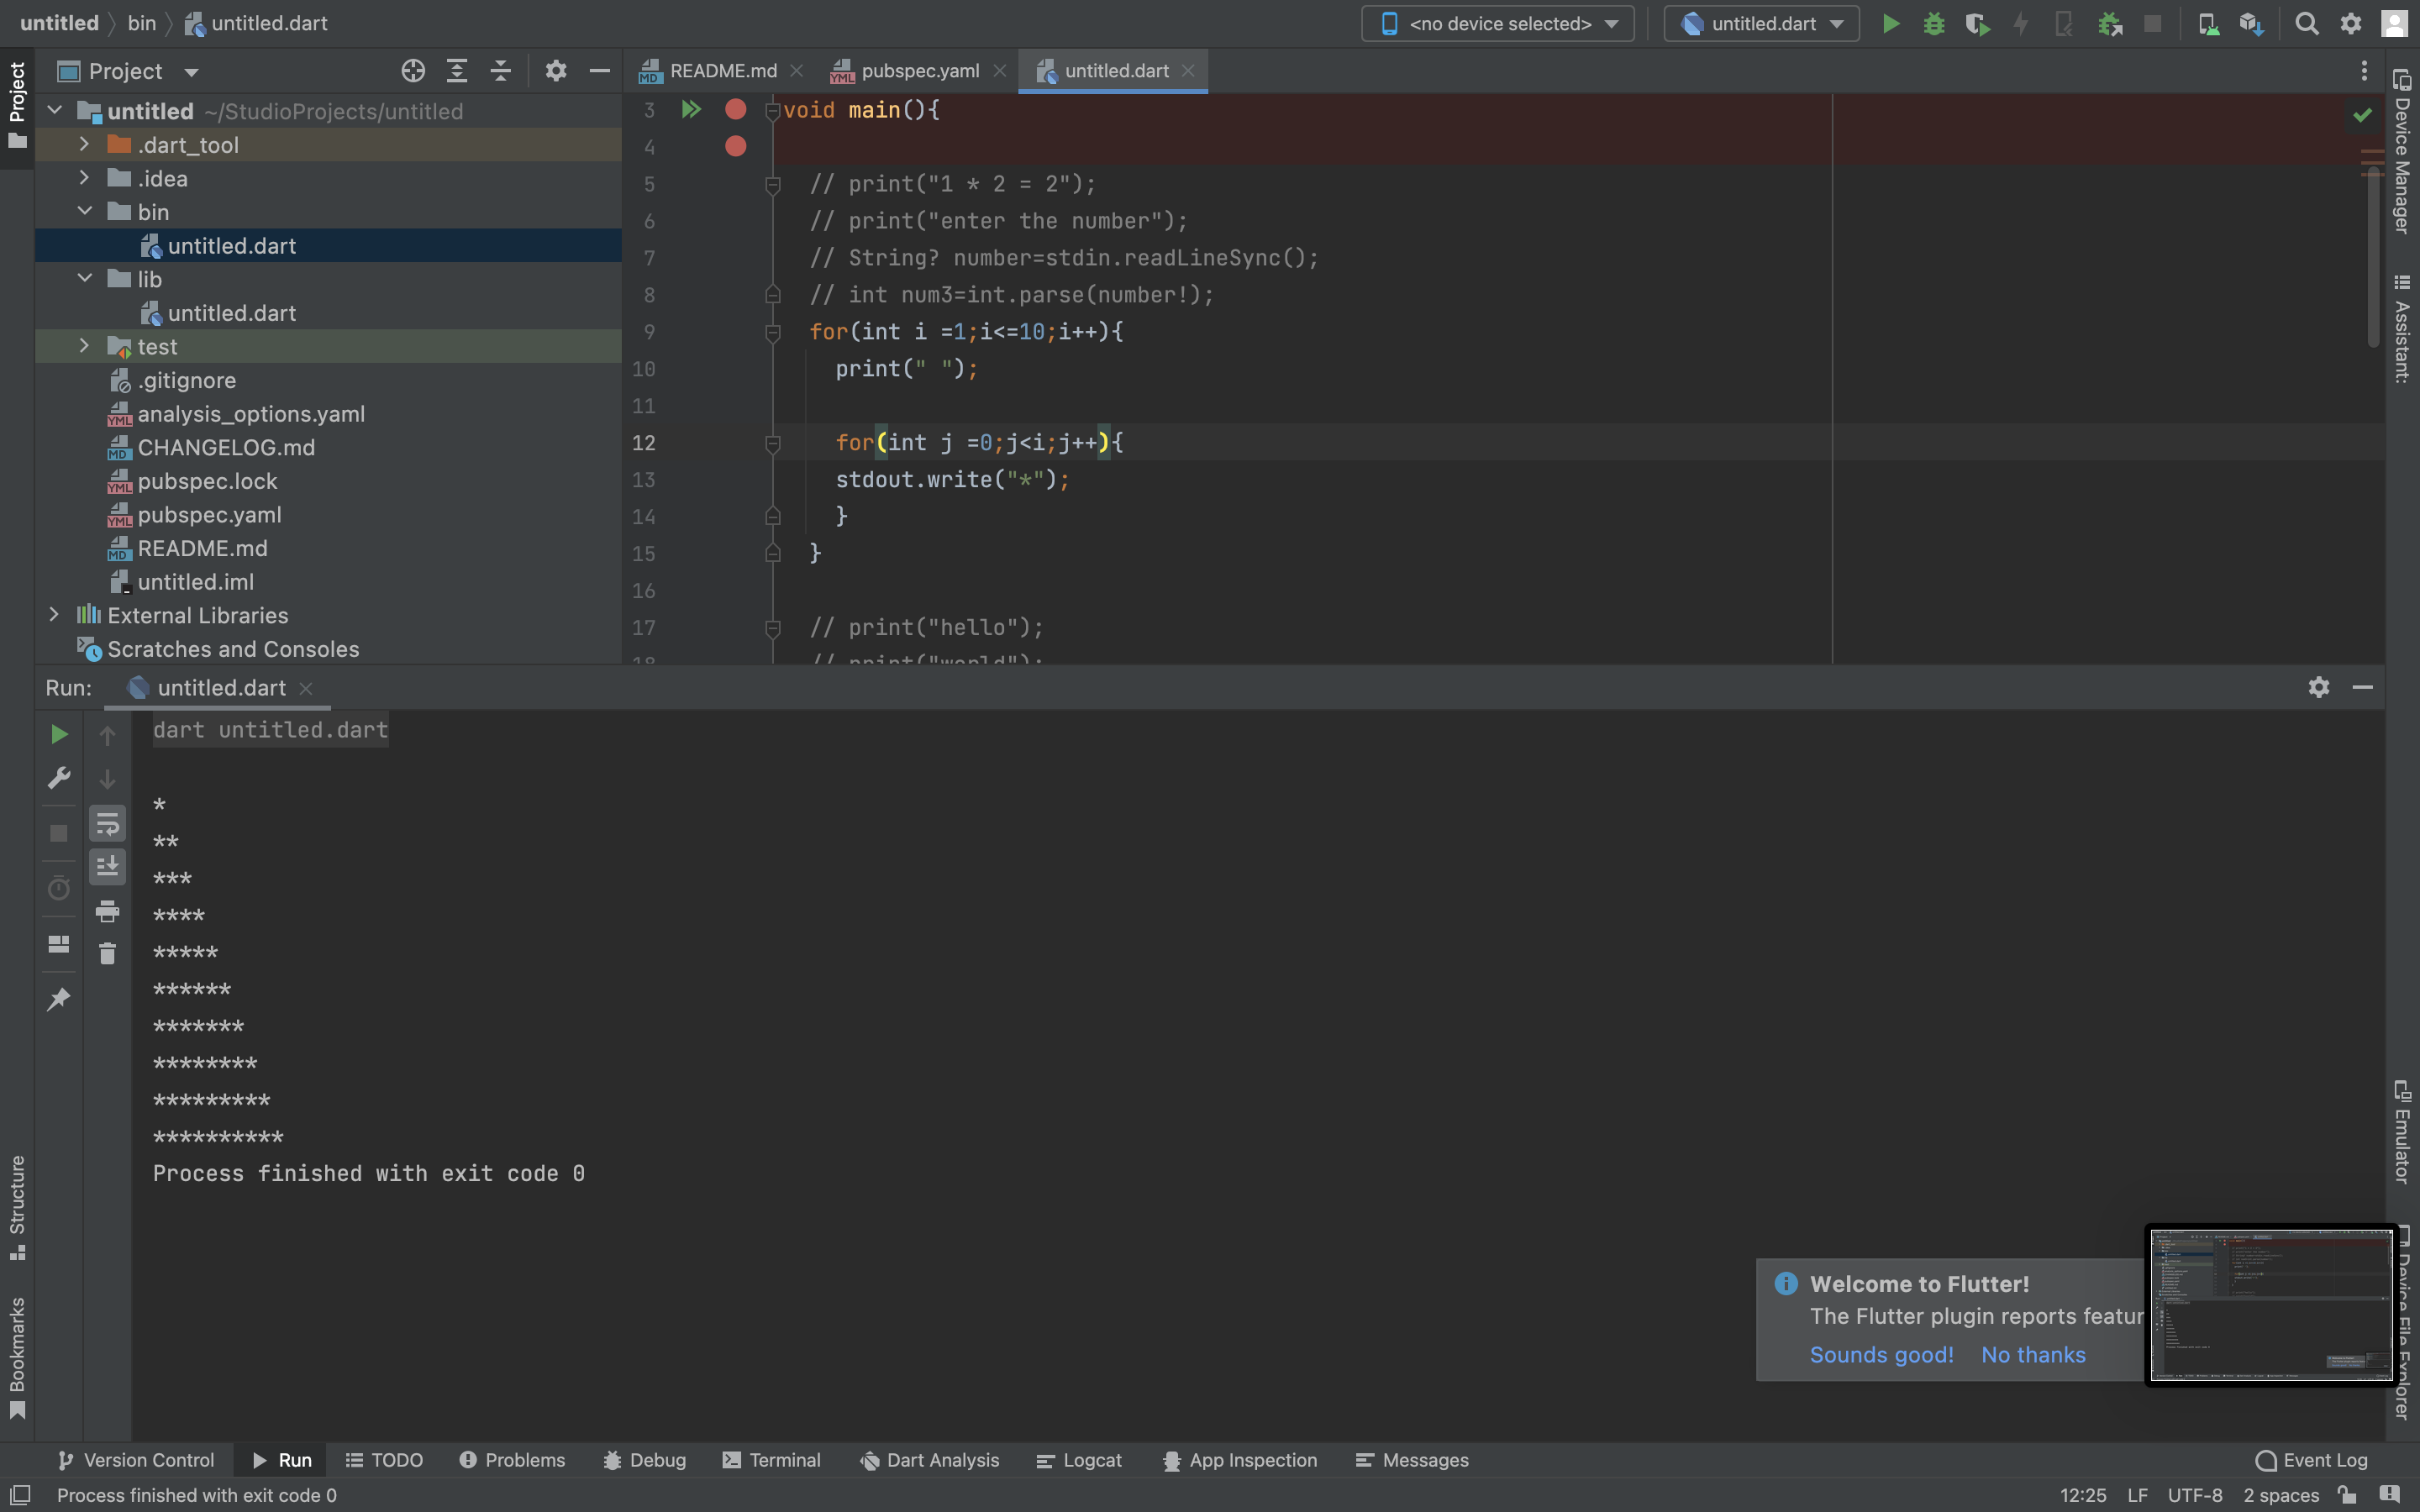 untitled bin untitled.dart
<no device selected> untitled.dart
Project
README.md pubspec.yaml untitled.dart
Project
untitled ~/StudioProjects/untitled
.dart_tool
.idea
bin
untitled.dart
lib
untitled.dart
test
.gitignore
analysis_options.yaml
CHANGELOG.md
pubspec.lock
pubspec.yaml
README.md
untitled.iml
External Libraries
Scratches and Consoles
3 void main(){
4
5 // print("1 * 2 = 2");
6 // print("enter the number");
7 // String? number=stdin.readLineSync();
8 // int num3=int.parse(number!);
9 for(int i =1;i<=10;i++){
10 print(" ");
11
12 for(int j =0;j<i;j++){
13 stdout.write("*");
14 }
15 }
16
17 // print("hello");
18 // print("world");
Device Manager
Assistant:
Run: untitled.dart
dart untitled.dart
*
**
***
****
*****
******
*******
********
*********
**********
Process finished with exit code 0
Structure
Bookmarks
Emulator
Device File Explorer
Welcome to Flutter!
The Flutter plugin reports featur
Sounds good! No thanks
Version Control Run TODO Problems Debug Terminal Dart Analysis Logcat App Inspection Messages Event Log
Process finished with exit code 0 12:25 LF UTF-8 2 spaces